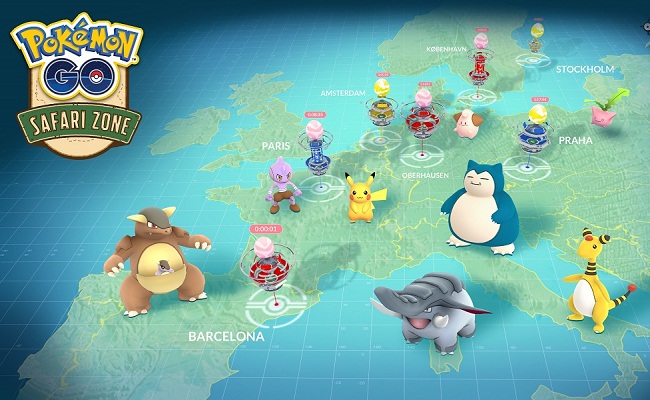 Pokémon
GO
SAFARI ZONE
KØBENHAVN
STOCKHOLM
AMSTERDAM
PARIS
PRAHA
OBERHAUSEN
0:00:01
BARCELONA